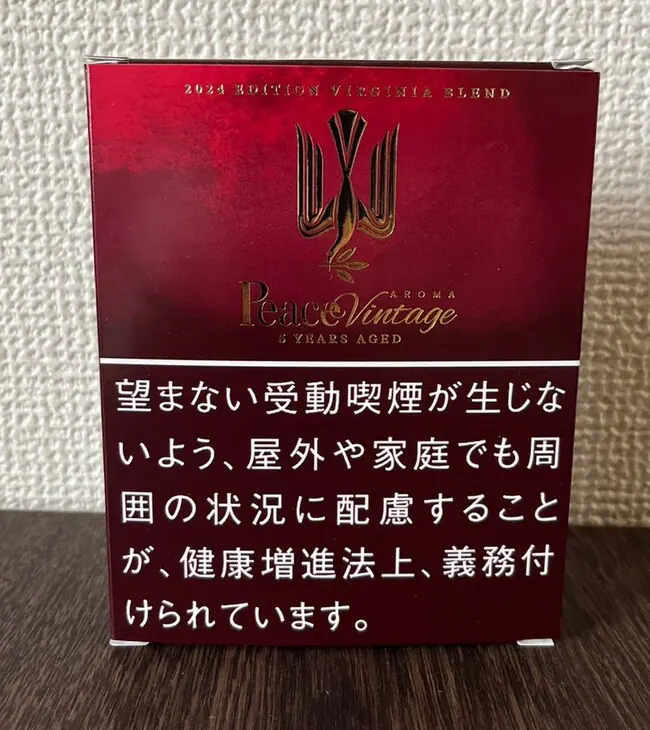 2024 EDITION VIRGINIA BLEND
AROMA
Peace Vintage
5 YEARS AGED
望まない受動喫煙が生じな
いよう、屋外や家庭でも周
囲の状況に配慮すること
が、健康増進法上、義務付
けられています。